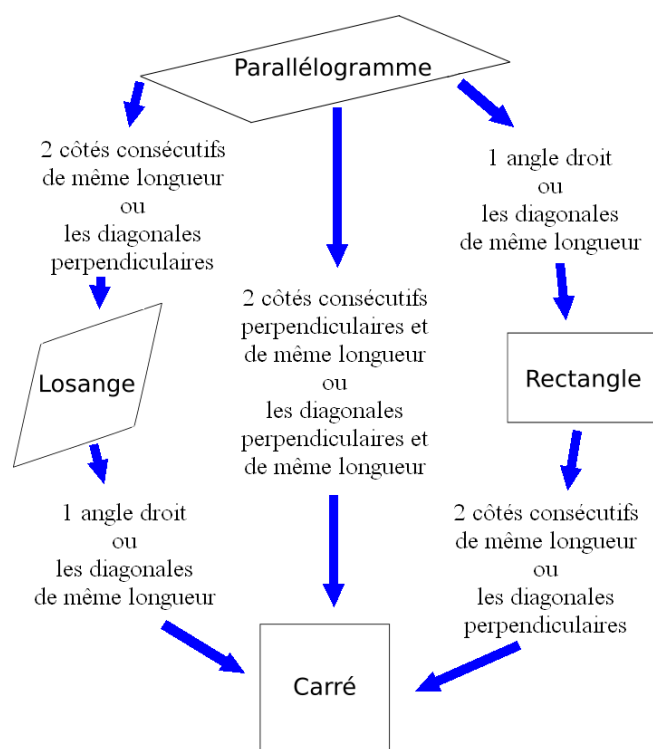 Parallélogramme
2 côtés consécutifs
de même longueur
ou
les diagonales
perpendiculaires
Losange
1 angle droit
ou
les diagonales
de même longueur
2 côtés consécutifs
perpendiculaires et
de même longueur
ou
les diagonales
perpendiculaires et
de même longueur
1 angle droit
ou
les diagonales
de même longueur
Rectangle
2 côtés consécutifs
de même longueur
ou
les diagonales
perpendiculaires
Carré